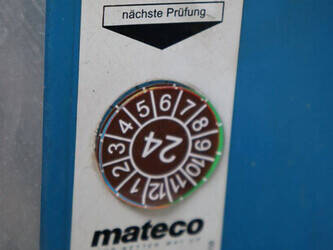 nächste Prüfung
1 2 3 4 5 6 7 8 9 10 11 12
24
mateco